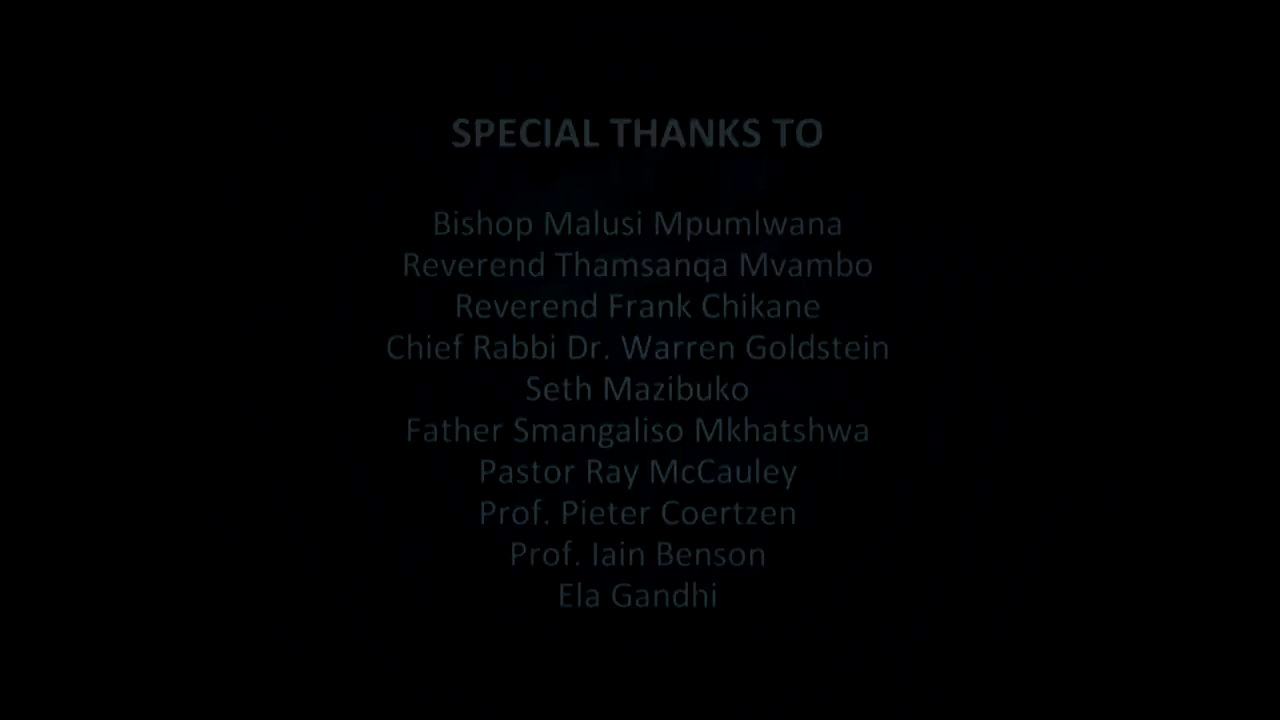 SPECIAL THANKS TO
Bishop Malusi Mpumlwana
Reverend Thamsanqa Mvambo
Reverend Frank Chikane
Chief Rabbi Dr. Warren Goldstein
Seth Mazibuko
Father Smangaliso Mkhatshwa
Pastor Ray McCauley
Prof. Pieter Coertzen
Prof. Iain Benson
Ela Gandhi